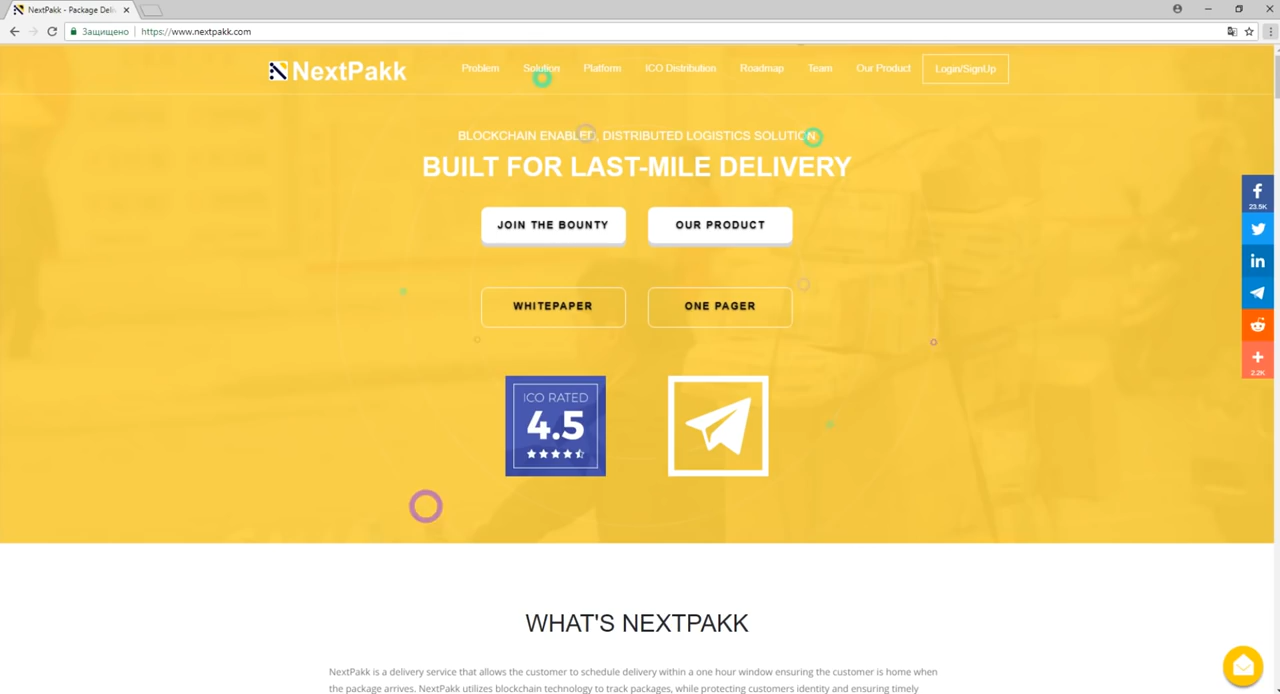 NextPakk - Package Deli
Защищено
https://www.nextpakk.com
NextPakk
Problem
Solution
Platform
ICO Distribution
Roadmap
Team
Our Product
Login/SignUp
BLOCKCHAIN ENABLED, DISTRIBUTED LOGISTICS SOLUTION
BUILT FOR LAST-MILE DELIVERY
JOIN THE BOUNTY
OUR PRODUCT
23.5K
WHITEPAPER
ONE PAGER
2.2K
ICO RATED
4.5
WHAT'S NEXTPAKK
NextPakk is a delivery service that allows the customer to schedule delivery within a one hour window ensuring the customer is home when
the package arrives. NextPakk utilizes blockchain technology to track packages, while protecting customers identity and ensuring timely